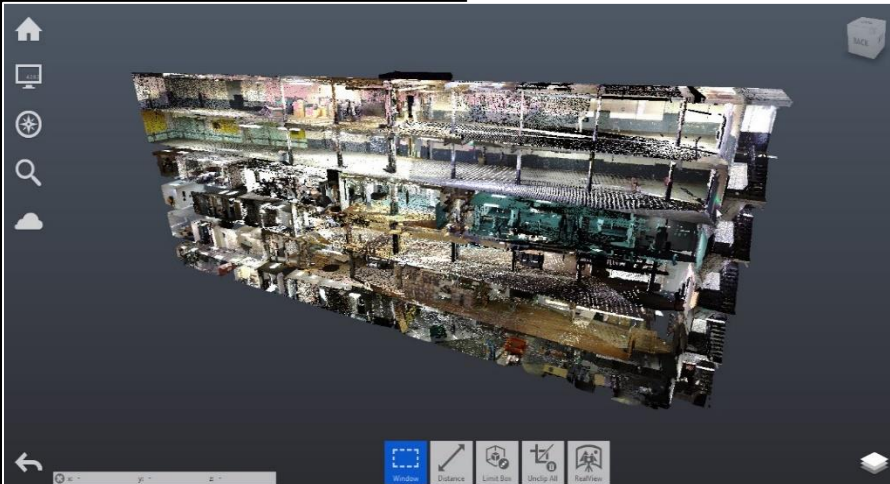 BACK
x: -
y: -
z: -
Window
Distance
Limit Box
Unclip All
RealView